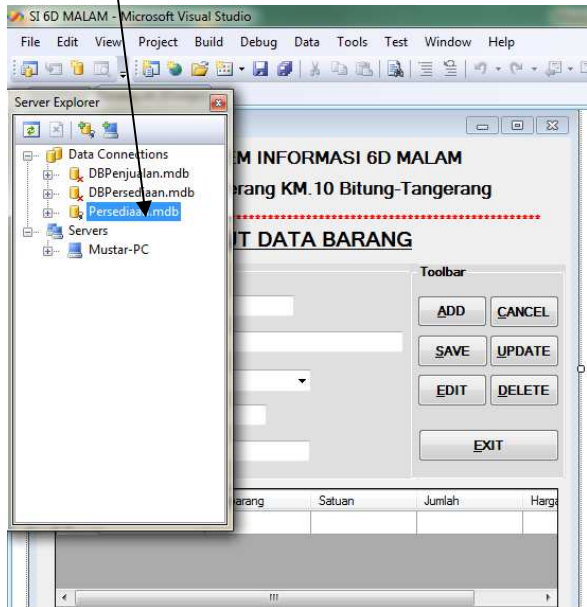 SI 6D MALAM - Microsoft Visual Studio
File Edit View Project Build Debug Data Tools Test Window Help
Server Explorer
Data Connections
DBPenjualan.mdb
DBPersediaan.mdb
Persediaan.mdb
Servers
Mustar-PC
EM INFORMASI 6D MALAM
erang KM.10 Bitung-Tangerang
******************************************
UT DATA BARANG
Toolbar
ADD CANCEL
SAVE UPDATE
EDIT DELETE
EXIT
barang Satuan Jumlah Harga